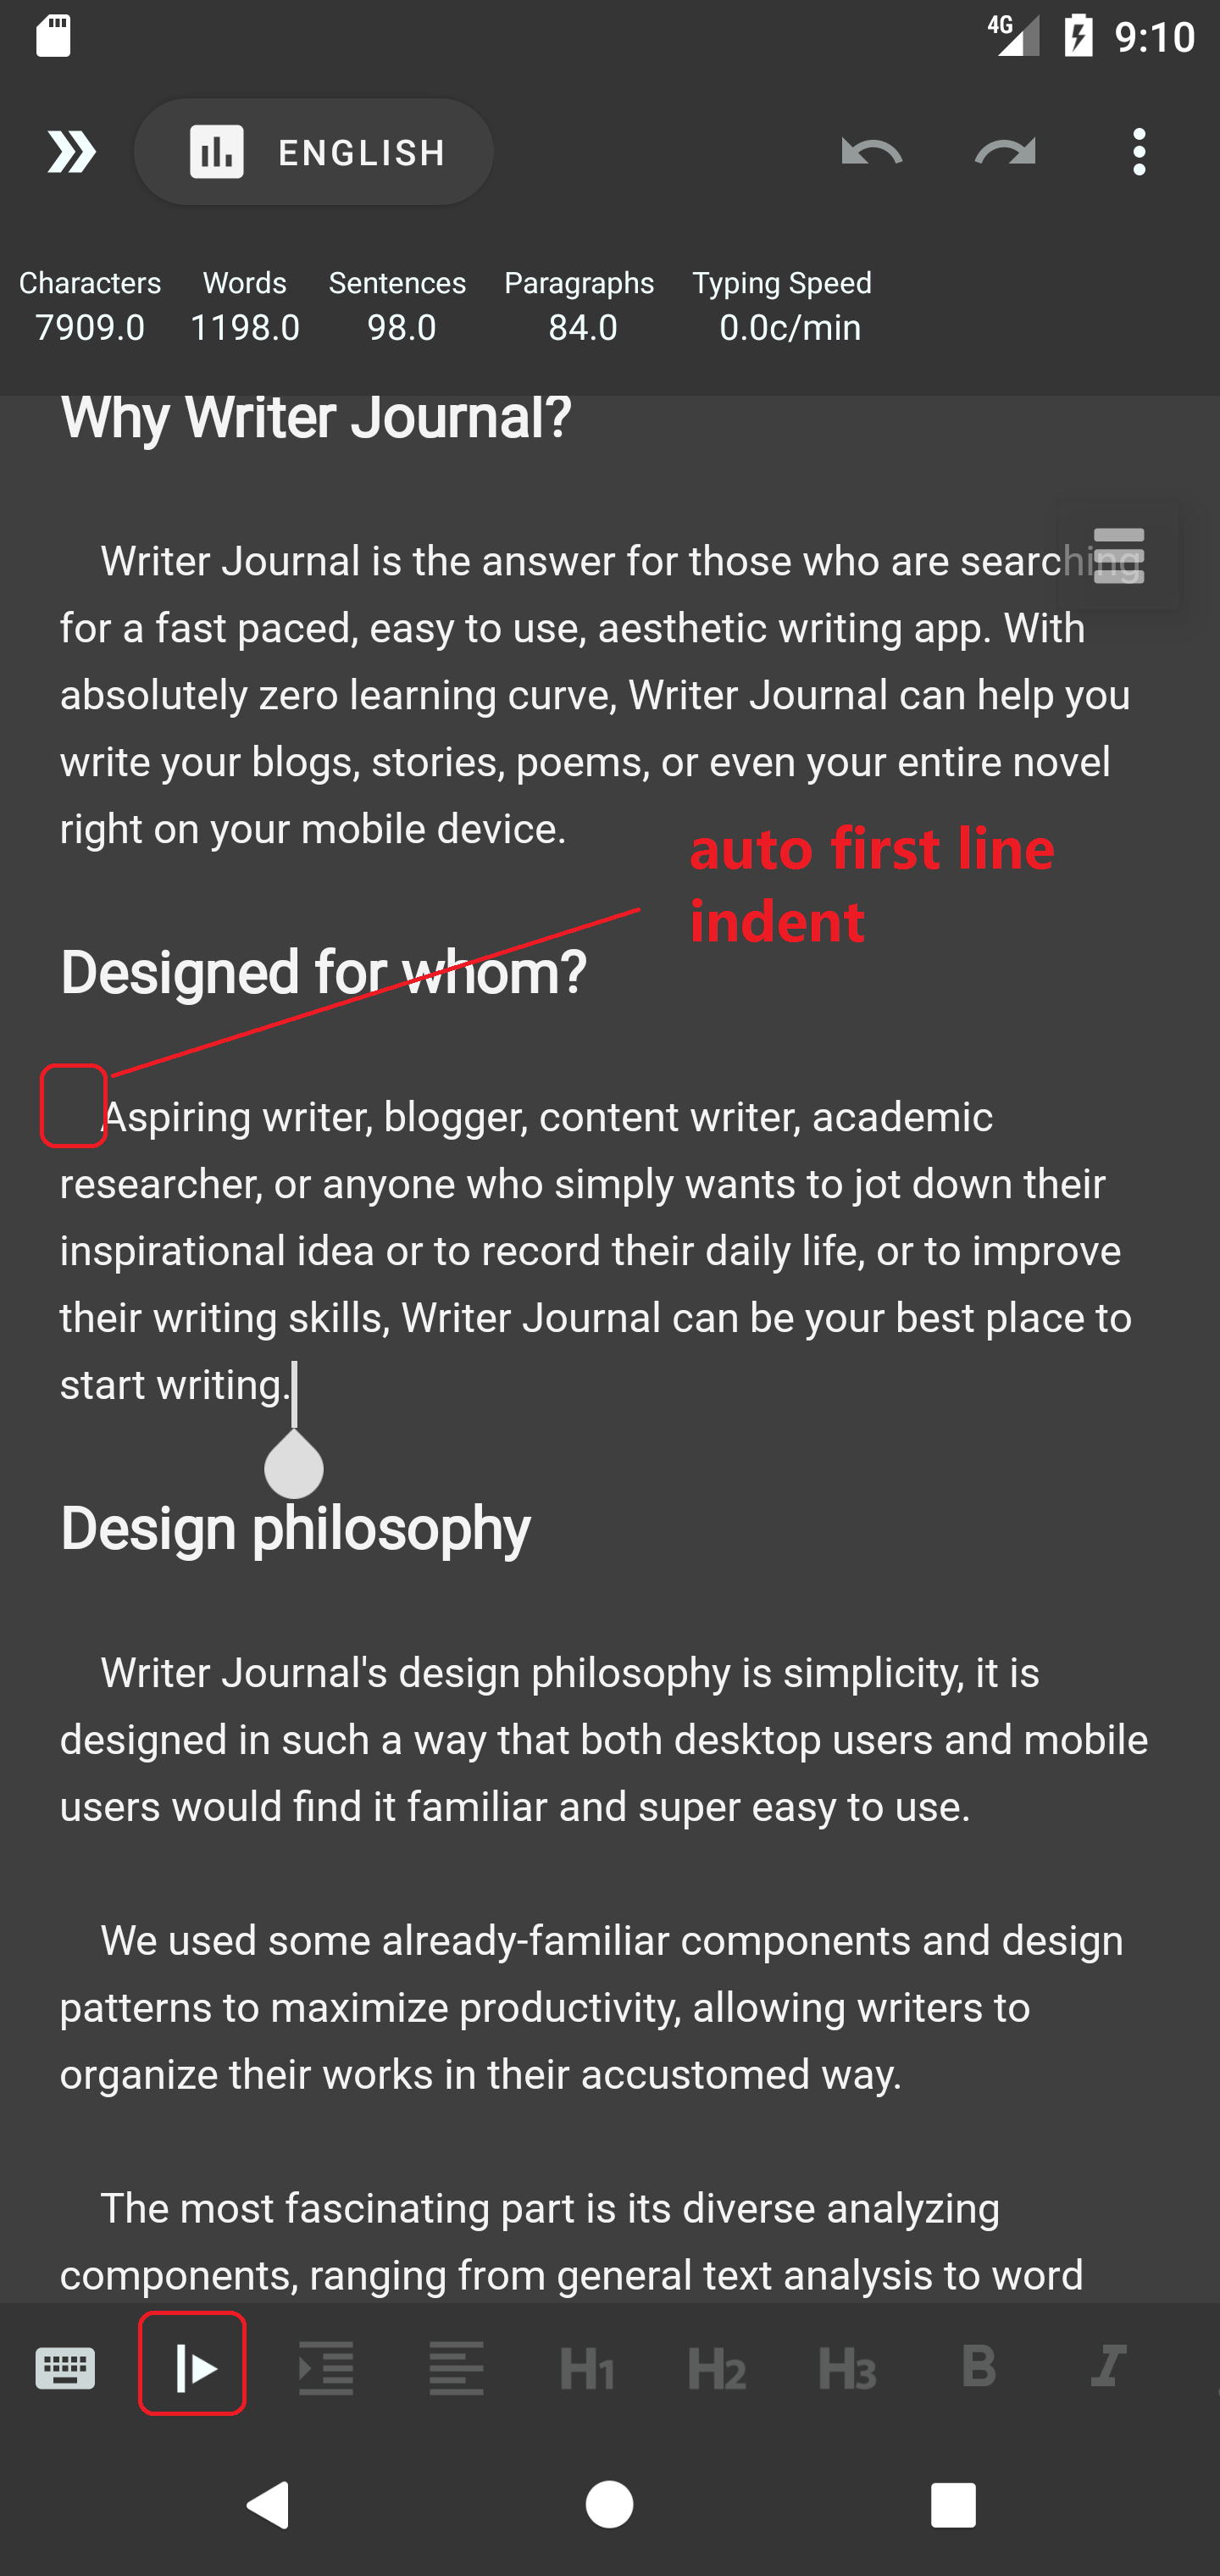 4G 9:10
ENGLISH
Characters Words Sentences Paragraphs Typing Speed
7909.0 1198.0 98.0 84.0 0.0c/min
Why Writer Journal?
Writer Journal is the answer for those who are searching
for a fast paced, easy to use, aesthetic writing app. With
absolutely zero learning curve, Writer Journal can help you
write your blogs, stories, poems, or even your entire novel
right on your mobile device.
auto first line
indent
Designed for whom?
Aspiring writer, blogger, content writer, academic
researcher, or anyone who simply wants to jot down their
inspirational idea or to record their daily life, or to improve
their writing skills, Writer Journal can be your best place to
start writing.
Design philosophy
Writer Journal's design philosophy is simplicity, it is
designed in such a way that both desktop users and mobile
users would find it familiar and super easy to use.
We used some already-familiar components and design
patterns to maximize productivity, allowing writers to
organize their works in their accustomed way.
The most fascinating part is its diverse analyzing
components, ranging from general text analysis to word
H1 H2 H3 B I